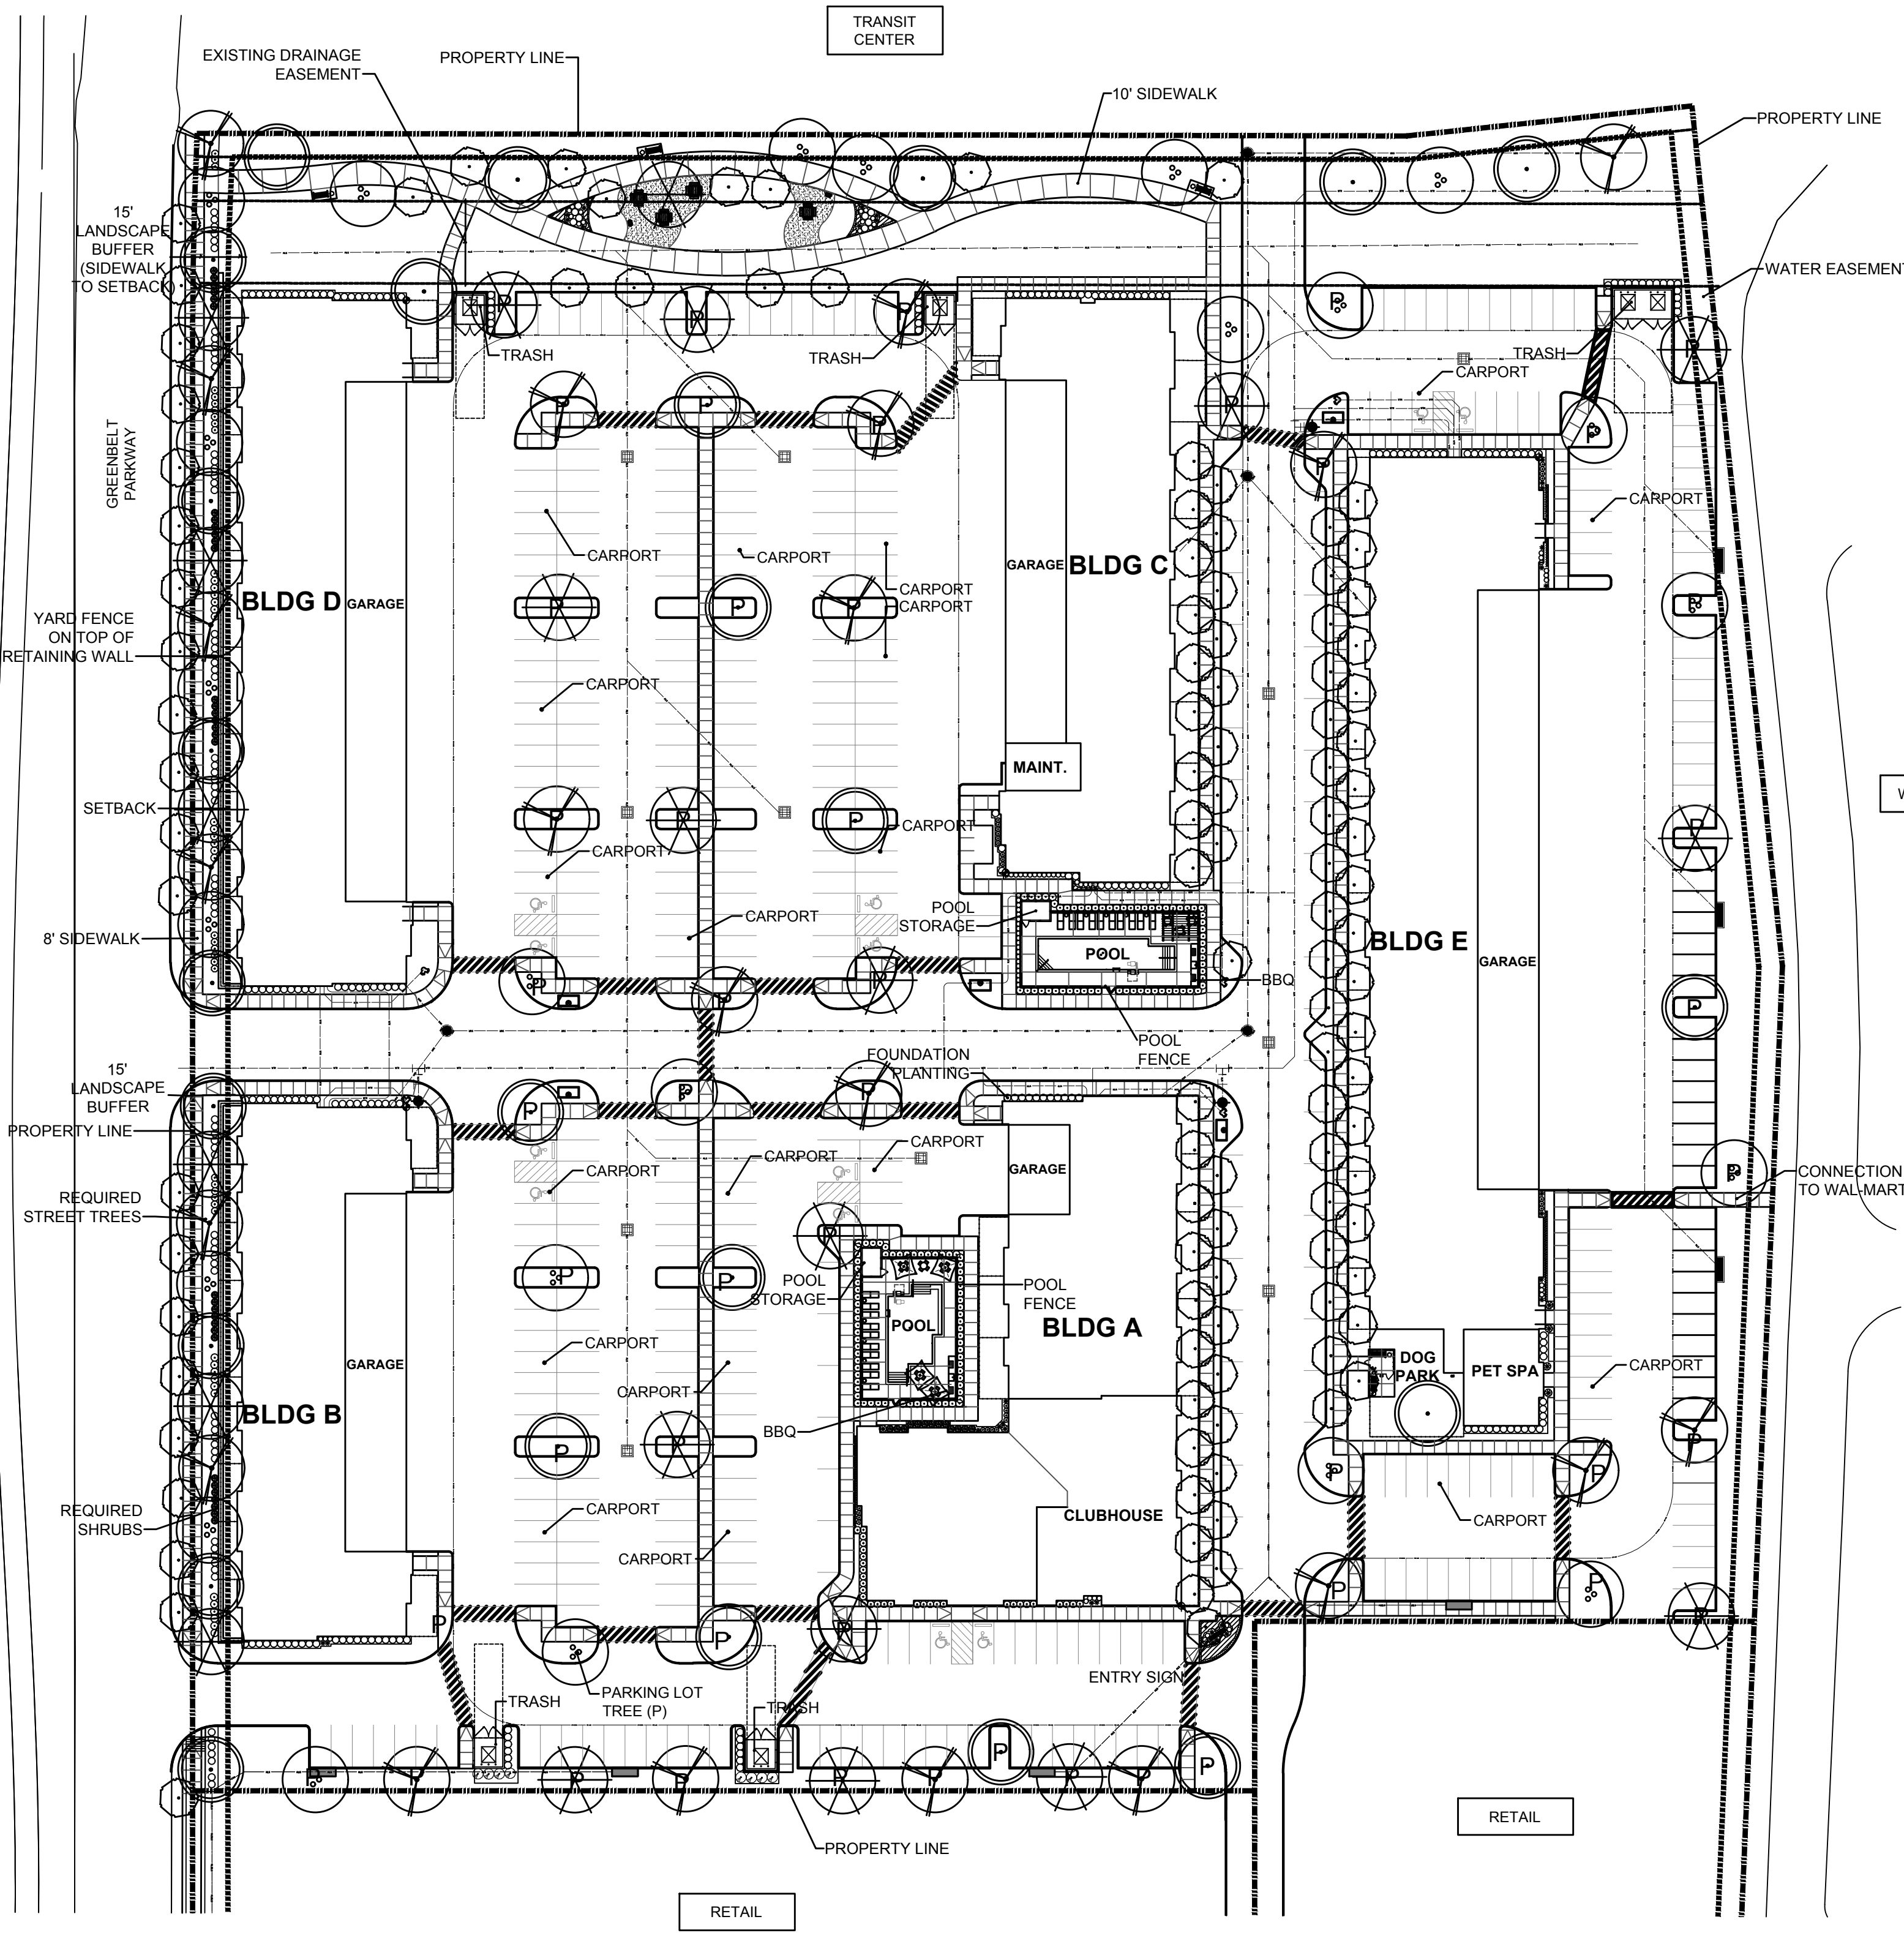 TRANSIT
CENTER
EXISTING DRAINAGE
EASEMENT
PROPERTY LINE
10' SIDEWALK
PROPERTY LINE
15'
LANDSCAPE
BUFFER
(SIDEWALK
TO SETBACK)
WATER EASEMENT
TRASH
TRASH
TRASH
CARPORT
GREENBELT
PARKWAY
CARPORT
CARPORT
CARPORT
GARAGE
BLDG C
CARPORT
CARPORT
BLDG D
GARAGE
YARD FENCE
ON TOP OF
RETAINING WALL
CARPORT
MAINT.
SETBACK
CARPORT
CARPORT
POOL
STORAGE
CARPORT
8' SIDEWALK
BLDG E
POOL
GARAGE
BBQ
POOL
FENCE
FOUNDATION
PLANTING
15'
LANDSCAPE
BUFFER
PROPERTY LINE
CARPORT
CARPORT
CARPORT
GARAGE
CONNECTION
TO WAL-MART
REQUIRED
STREET TREES
POOL
STORAGE
POOL
FENCE
POOL
BLDG A
CARPORT
GARAGE
DOG
PARK
PET SPA
CARPORT
CARPORT
BLDG B
BBQ
REQUIRED
SHRUBS
CARPORT
CLUBHOUSE
CARPORT
CARPORT
ENTRY SIGN
PARKING LOT
TREE (P)
TRASH
TRASH
RETAIL
PROPERTY LINE
RETAIL